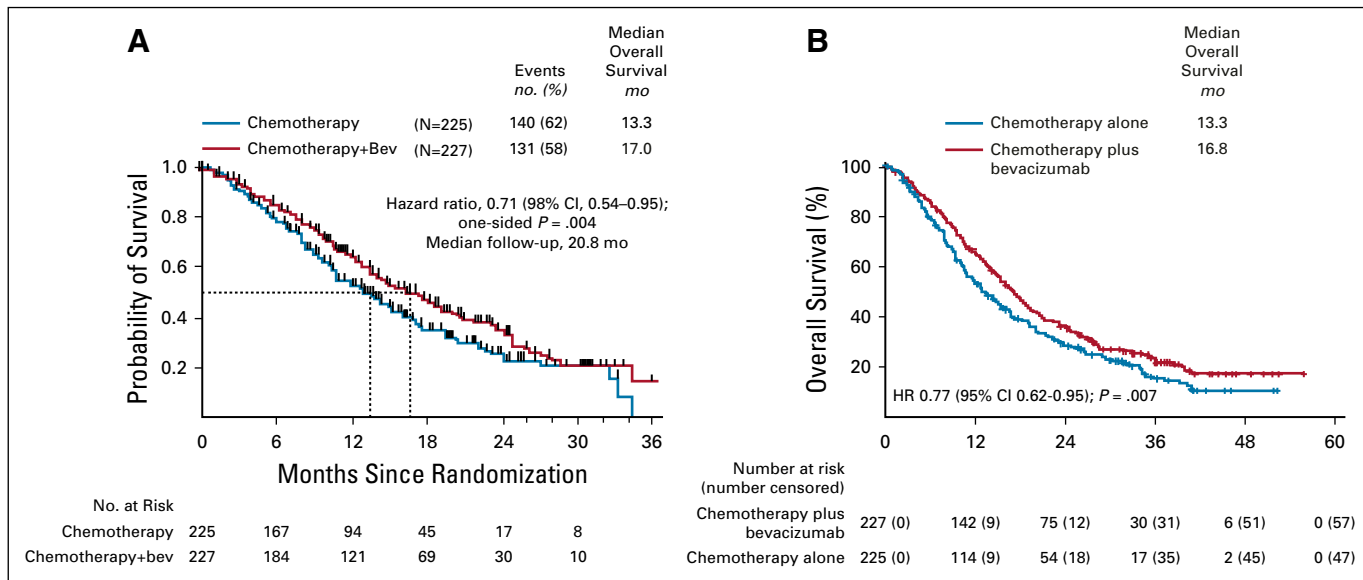 A
Median
Overall
Survival
mo
Events
no. (%)
Chemotherapy (N=225) 140 (62) 13.3
Chemotherapy+Bev (N=227) 131 (58) 17.0
Hazard ratio, 0.71 (98% CI, 0.54–0.95);
one-sided P = .004
Median follow-up, 20.8 mo
Probability of Survival
1.0
0.8
0.6
0.4
0.2
0 6 12 18 24 30 36
Months Since Randomization
No. at Risk
Chemotherapy 225 167 94 45 17 8
Chemotherapy+bev 227 184 121 69 30 10
B
Median
Overall
Survival
mo
Chemotherapy alone 13.3
Chemotherapy plus 16.8
bevacizumab
Overall Survival (%)
100
80
60
40
20
HR 0.77 (95% CI 0.62-0.95); P = .007
0 12 24 36 48 60
Number at risk
(number censored)
Chemotherapy plus
bevacizumab 227 (0) 142 (9) 75 (12) 30 (31) 6 (51) 0 (57)
Chemotherapy alone 225 (0) 114 (9) 54 (18) 17 (35) 2 (45) 0 (47)